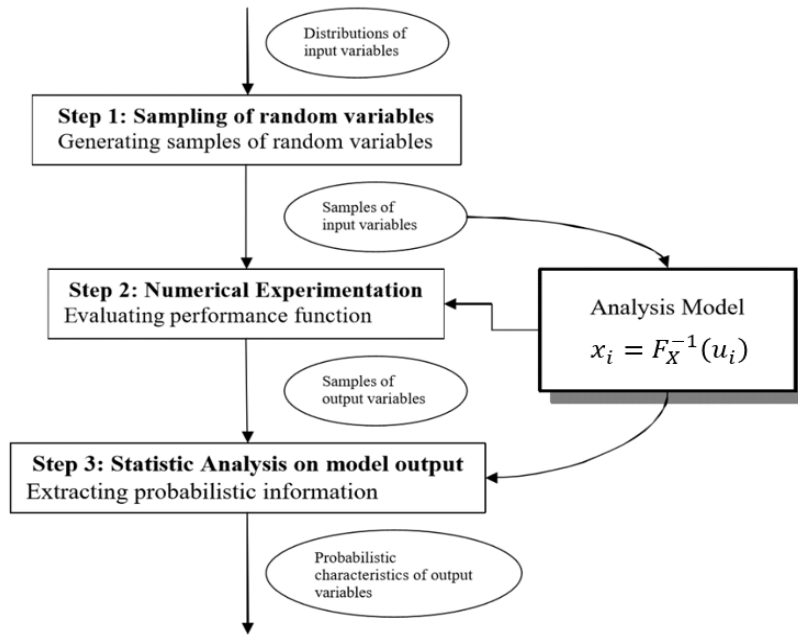 Distributions of
input variables
Step 1: Sampling of random variables
Generating samples of random variables
Samples of
input variables
Step 2: Numerical Experimentation
Evaluating performance function
Analysis Model
$x_i = F_X^{-1}(u_i)$
Samples of
output variables
Step 3: Statistic Analysis on model output
Extracting probabilistic information
Probabilistic
characteristics of output
variables